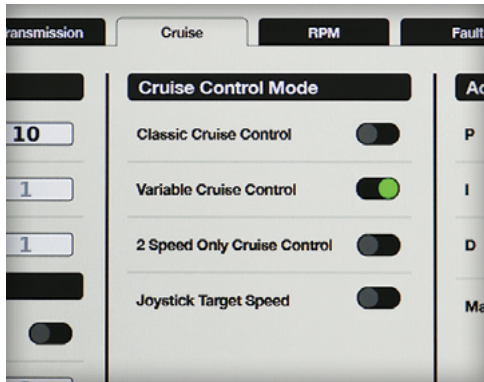 ransmission
Cruise
RPM
Fault
Cruise Control Mode
Ac
10
Classic Cruise Control
P
1
Variable Cruise Control
I
1
2 Speed Only Cruise Control
D
Joystick Target Speed
Ma